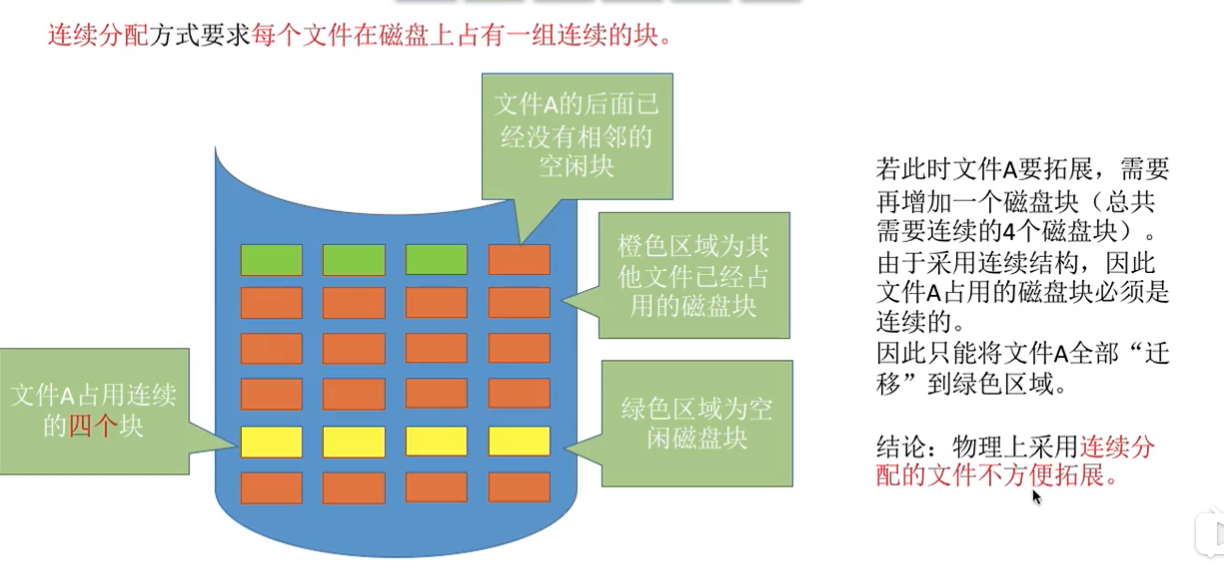 连续分配方式要求每个文件在磁盘上占有一组连续的块。
文件A的后面已
经没有相邻的
空闲块
橙色区域为其
他文件已经占
用的磁盘块
文件A占用连续
的四个块
绿色区域为空
闲磁盘块
若此时文件A要拓展，需要
再增加一个磁盘块（总共
需要连续的4个磁盘块）。
由于采用连续结构，因此
文件A占用的磁盘块必须是
连续的。
因此只能将文件A全部“迁
移”到绿色区域。
结论：物理上采用连续分
配的文件不方便拓展。